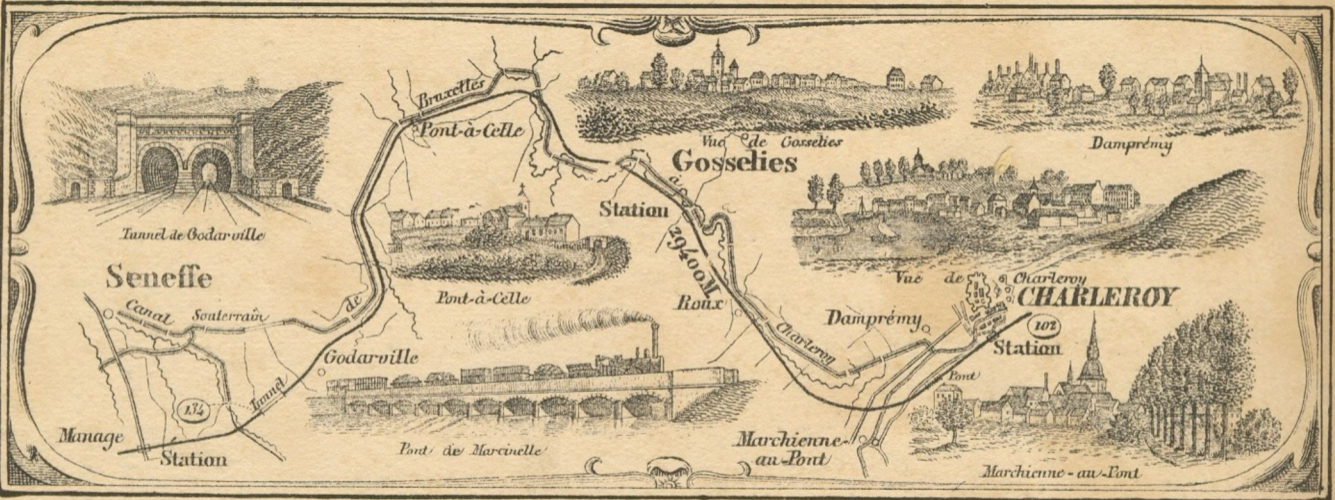 Bruxelles
Pont-à-Celle
Vue de Gosselies
Gosselies
Damprémy
Tunnel de Godarville
Station
à
29400M
Seneffe
Pont-à-Celle
Vue de Charleroy
CHARLEROY
Canal Souterrain de
Roux
Charleroy
Damprémy
102
Station
Godarville
Tunnel
134
Pont
Manage
Station
Pont de Marcinelle
Marchienne-
au-Pont
Marchienne-au-Pont